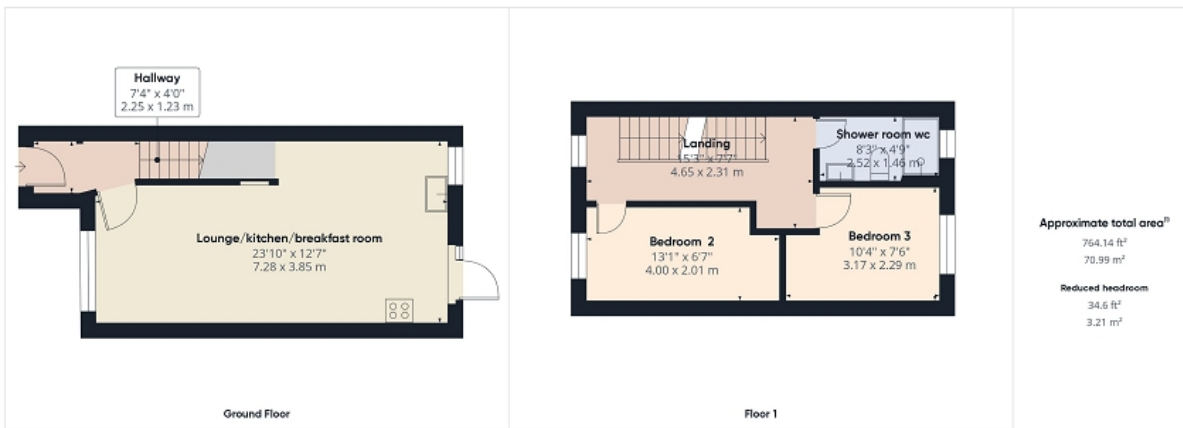 Hallway
7'4" x 4'0"
2.25 x 1.23 m
Lounge/kitchen/breakfast room
23'10" x 12'7"
7.28 x 3.85 m
Ground Floor
Landing
4.65 x 2.31 m
Shower room wc
8'3" x 4'9"
2.52 x 1.46 m
Bedroom 2
13'1" x 6'7"
4.00 x 2.01 m
Bedroom 3
10'4" x 7'6"
3.17 x 2.29 m
Floor 1
Approximate total area⁽¹⁾
764.14 ft²
70.99 m²
Reduced headroom
34.6 ft²
3.21 m²